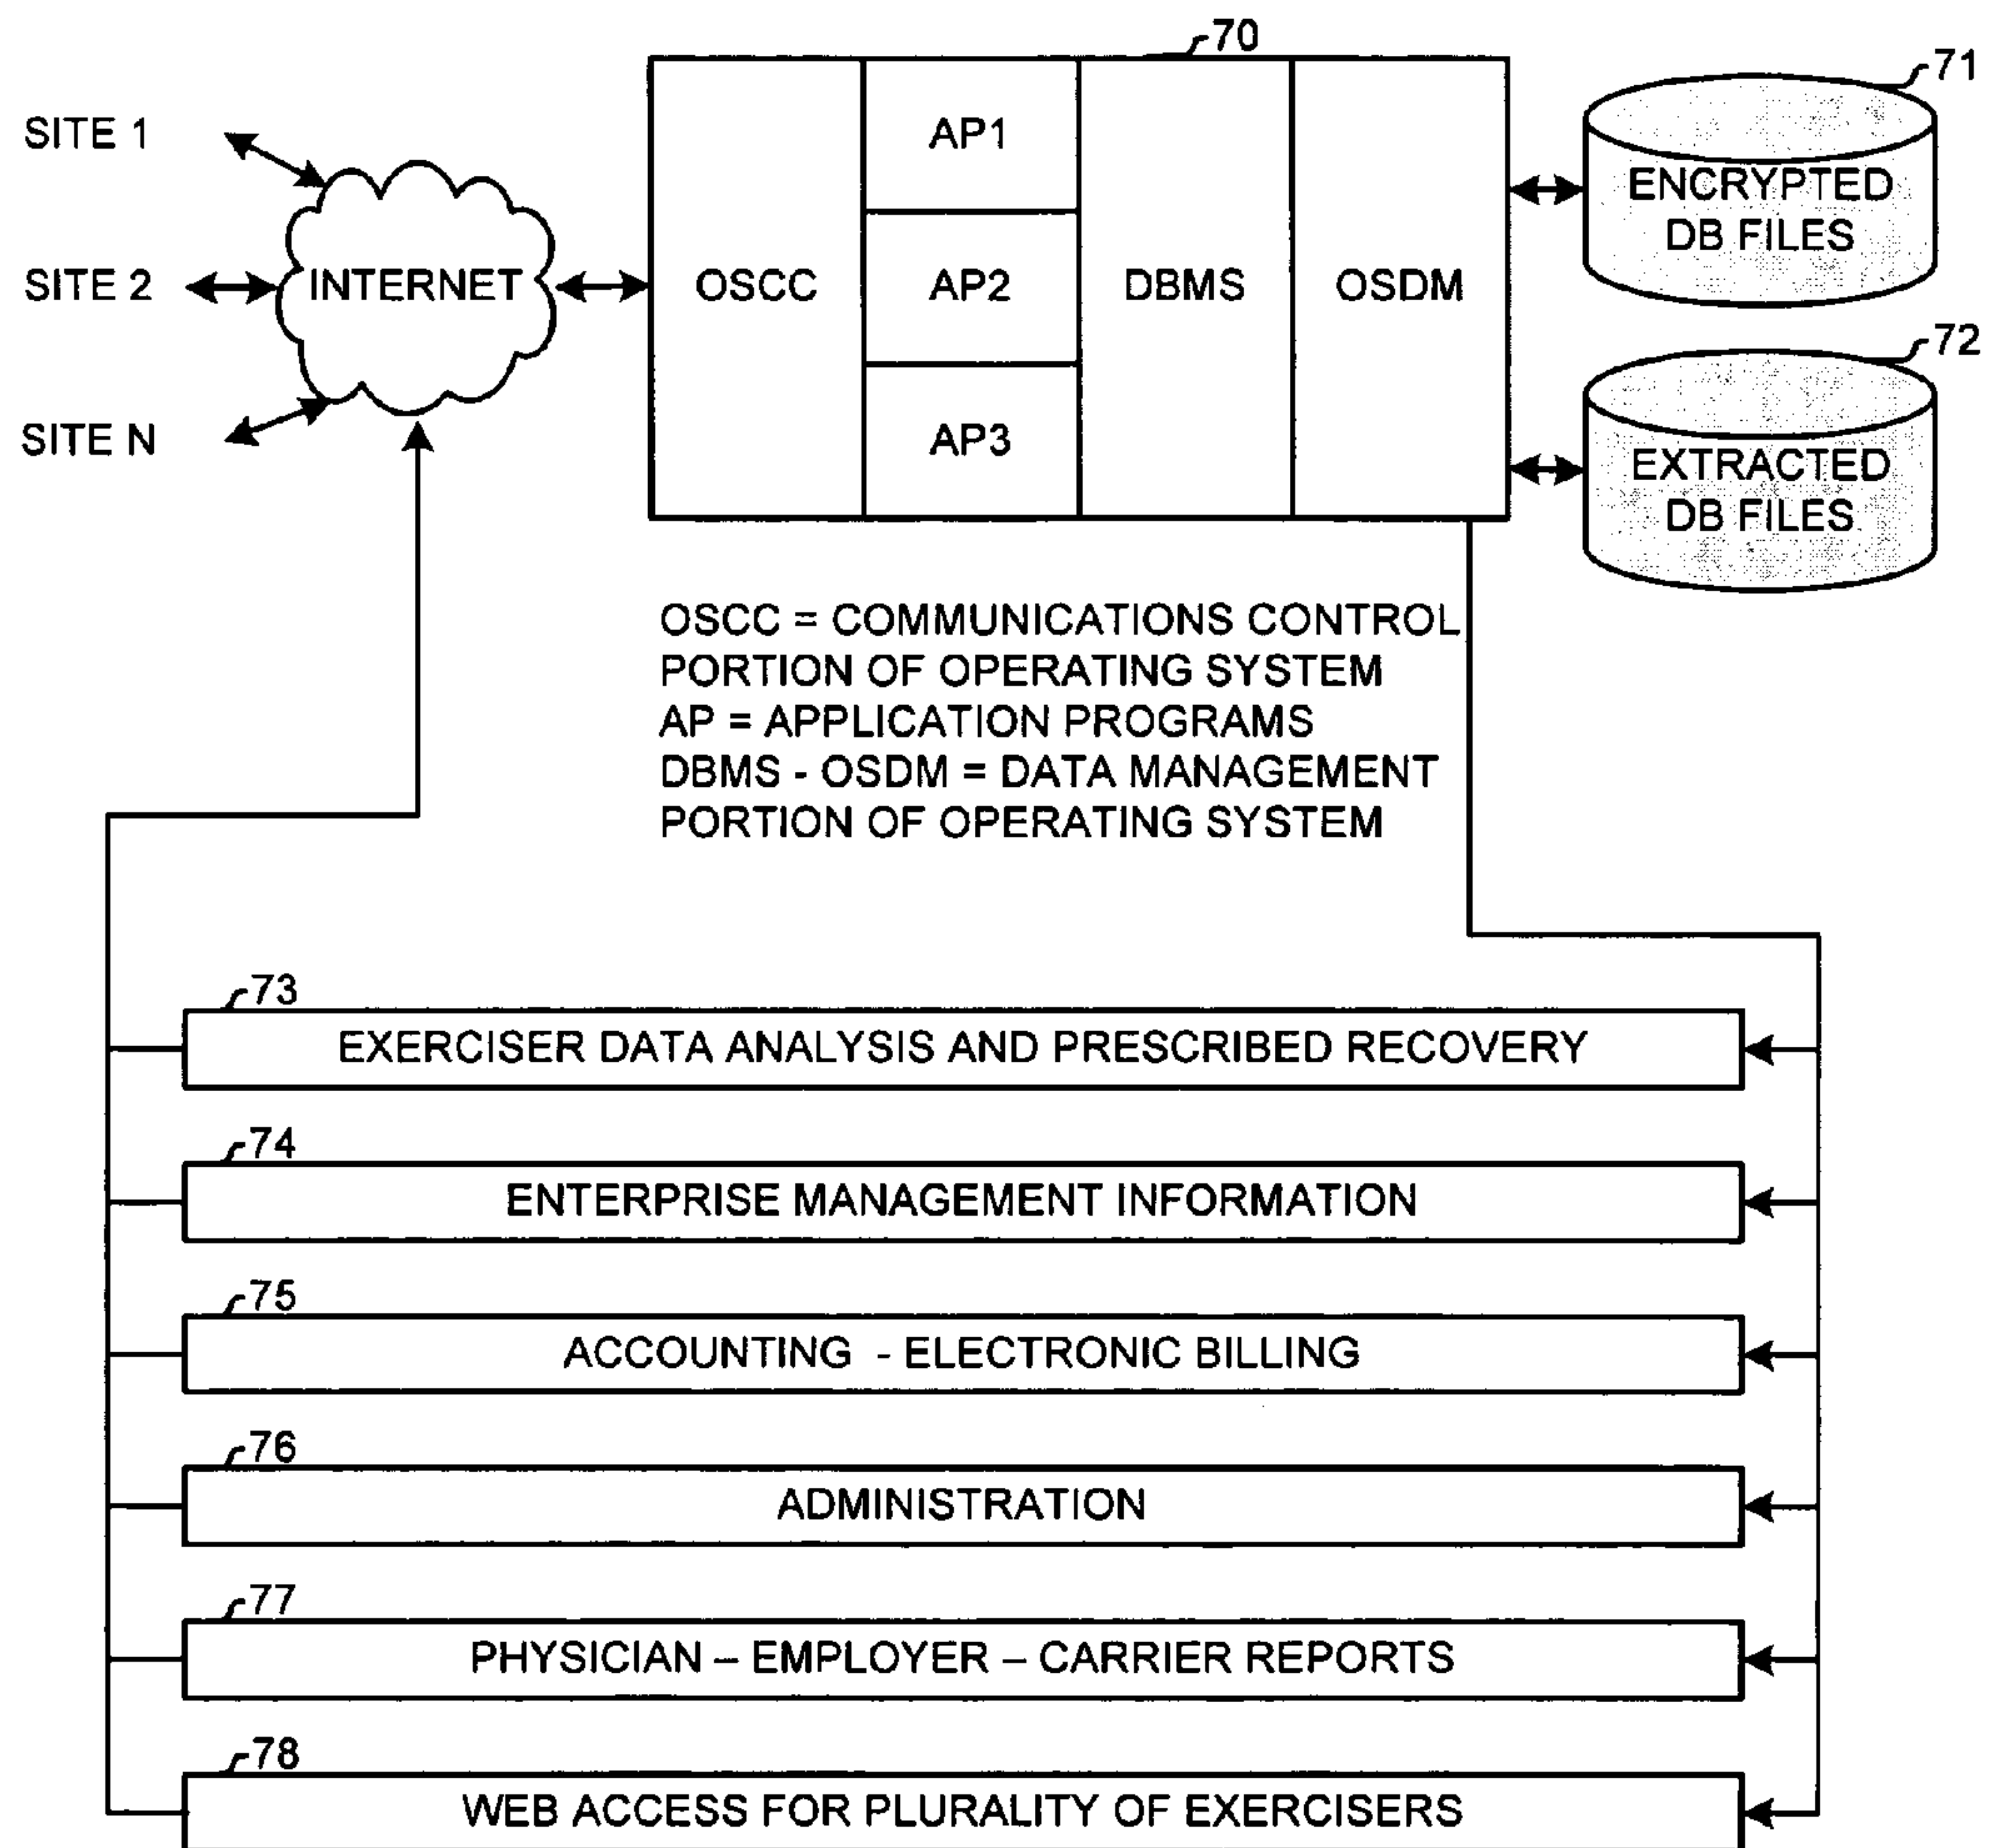 70
71
SITE 1
AP1
ENCRYPTED
DB FILES
SITE 2
INTERNET
OSCC
AP2
DBMS
OSDM
72
SITE N
AP3
EXTRACTED
DB FILES
OSCC = COMMUNICATIONS CONTROL
PORTION OF OPERATING SYSTEM
AP = APPLICATION PROGRAMS
DBMS - OSDM = DATA MANAGEMENT
PORTION OF OPERATING SYSTEM
73
EXERCISER DATA ANALYSIS AND PRESCRIBED RECOVERY
74
ENTERPRISE MANAGEMENT INFORMATION
75
ACCOUNTING - ELECTRONIC BILLING
76
ADMINISTRATION
77
PHYSICIAN – EMPLOYER – CARRIER REPORTS
78
WEB ACCESS FOR PLURALITY OF EXERCISERS